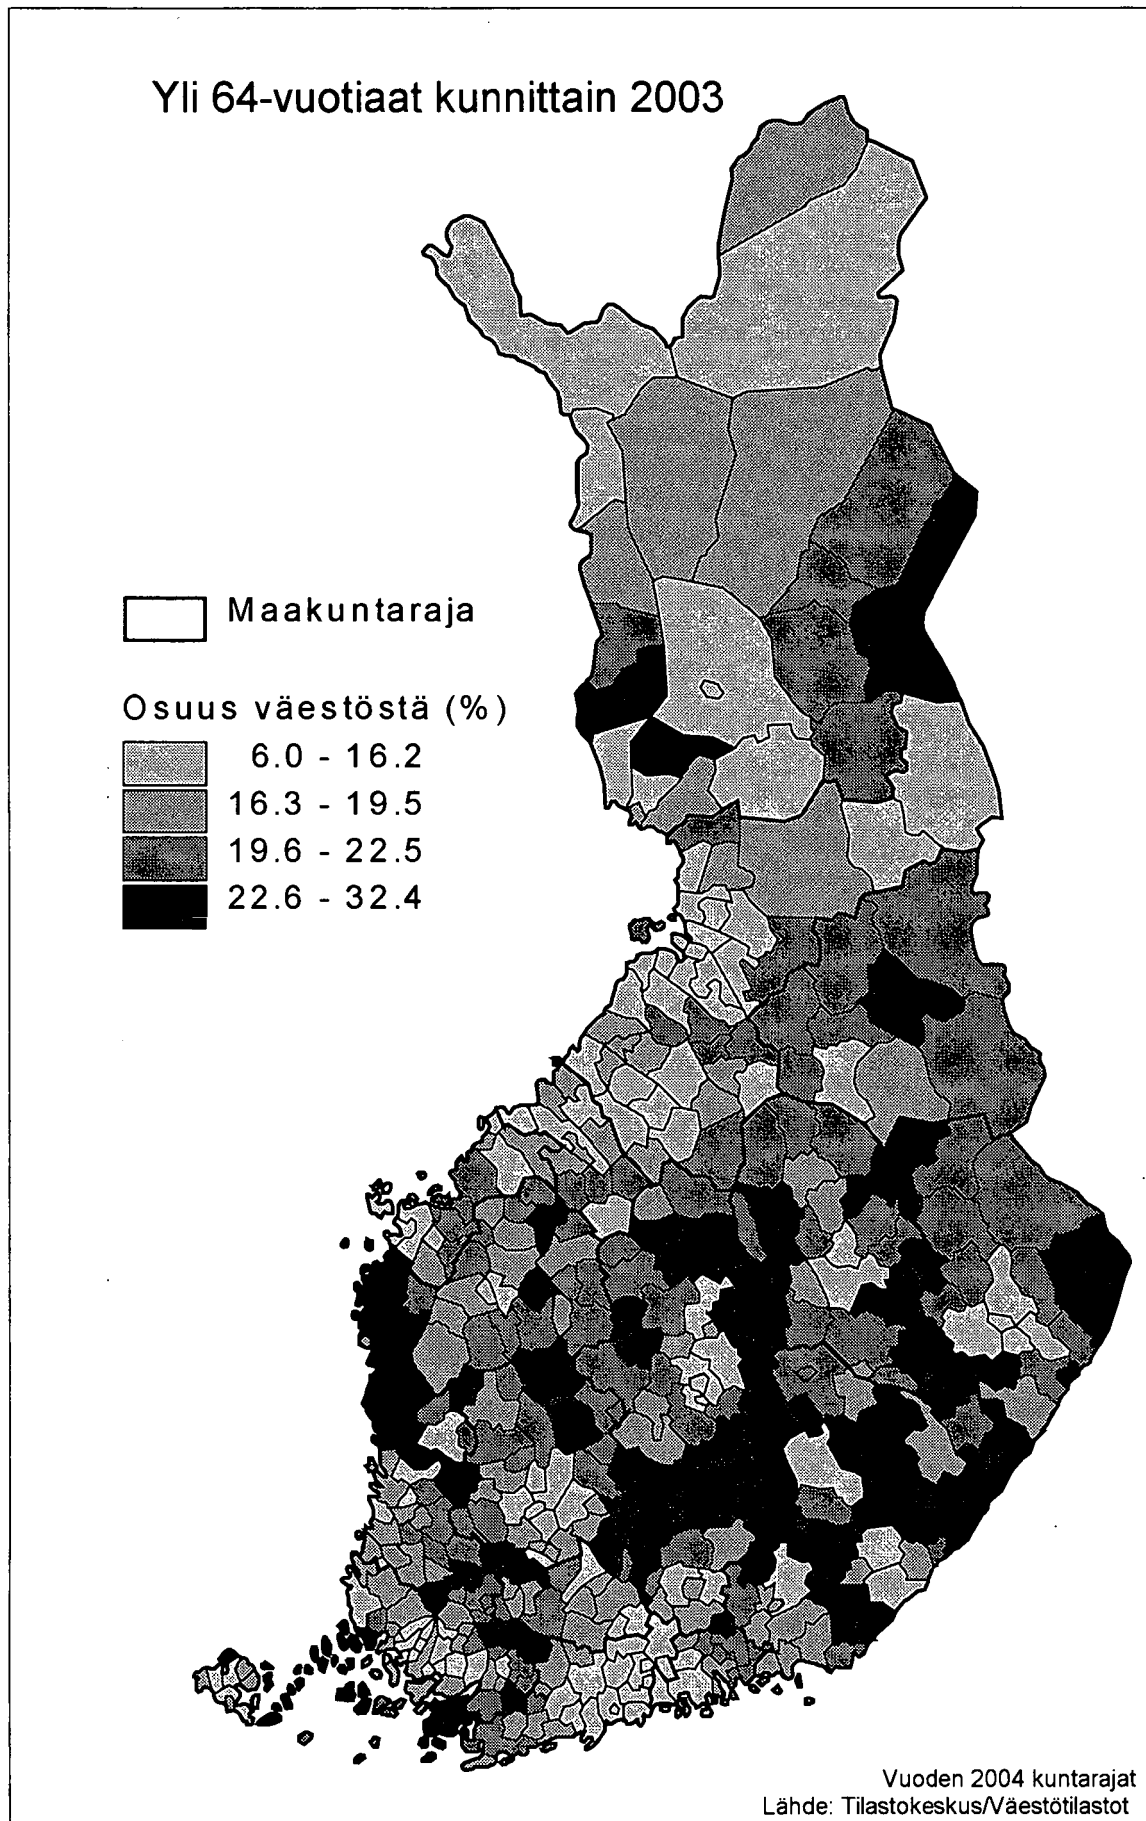 Yli 64-vuotiaat kunnittain 2003
Maakuntaraja
Osuus väestöstä (%)
6.0 - 16.2
16.3 - 19.5
19.6 - 22.5
22.6 - 32.4
Vuoden 2004 kuntarajat
Lähde: Tilastokeskus/Väestötilastot